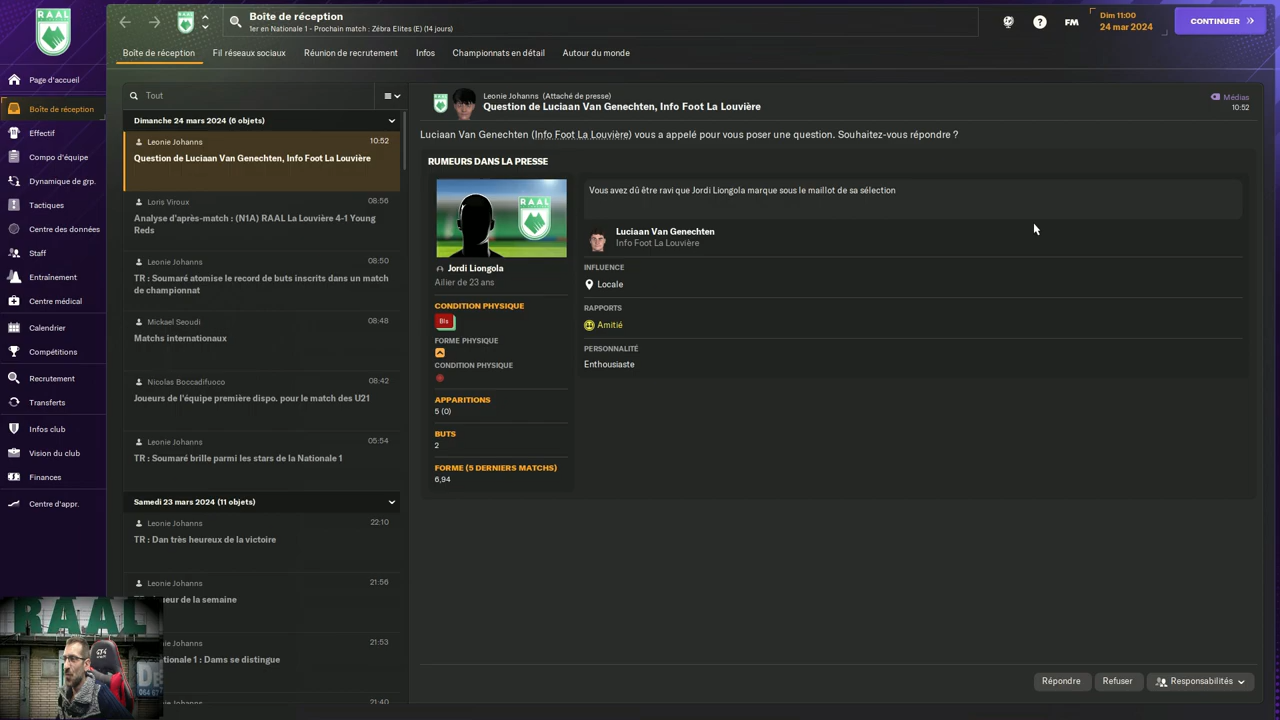 RAAL
Boîte de réception
1er en Nationale 1 - Prochain match : Zébra Elites (E) (14 jours)
FM
Dim 11:00
24 mar 2024
CONTINUER
Boîte de réception
Fil réseaux sociaux
Réunion de recrutement
Infos
Championnats en détail
Autour du monde
Page d'accueil
Boîte de réception
Effectif
Compo d'équipe
Dynamique de grp.
Tactiques
Centre des données
Staff
Entraînement
Centre médical
Calendrier
Compétitions
Recrutement
Transferts
Infos club
Vision du club
Finances
Centre d'appr.
Tout
Dimanche 24 mars 2024 (6 objets)
Leonie Johanns 10:52
Question de Luciaan Van Genechten, Info Foot La Louvière
Loris Viroux 08:56
Analyse d'après-match : (N1A) RAAL La Louvière 4-1 Young
Reds
Leonie Johanns 08:50
TR : Soumaré atomise le record de buts inscrits dans un match
de championnat
Mickael Seoudi 08:48
Matchs internationaux
Nicolas Boccadifuoco 08:42
Joueurs de l'équipe première dispo. pour le match des U21
Leonie Johanns 05:54
TR : Soumaré brille parmi les stars de la Nationale 1
Samedi 23 mars 2024 (11 objets)
Leonie Johanns 22:10
TR : Dan très heureux de la victoire
Leonie Johanns 21:56
ueur de la semaine
Leonie Johanns 21:53
ationale 1 : Dams se distingue
Leonie Johanns 21:40
Leonie Johanns (Attaché de presse)
Question de Luciaan Van Genechten, Info Foot La Louvière
Médias
10:52
Luciaan Van Genechten (Info Foot La Louvière) vous a appelé pour vous poser une question. Souhaitez-vous répondre ?
RUMEURS DANS LA PRESSE
RAAL
Jordi Liongola
Ailier de 23 ans
CONDITION PHYSIQUE
Bls
FORME PHYSIQUE
CONDITION PHYSIQUE
APPARITIONS
5 (0)
BUTS
2
FORME (5 DERNIERS MATCHS)
6,94
Vous avez dû être ravi que Jordi Liongola marque sous le maillot de sa sélection
Luciaan Van Genechten
Info Foot La Louvière
INFLUENCE
Locale
RAPPORTS
Amitié
PERSONNALITÉ
Enthousiaste
Répondre
Refuser
Responsabilités
RAAL